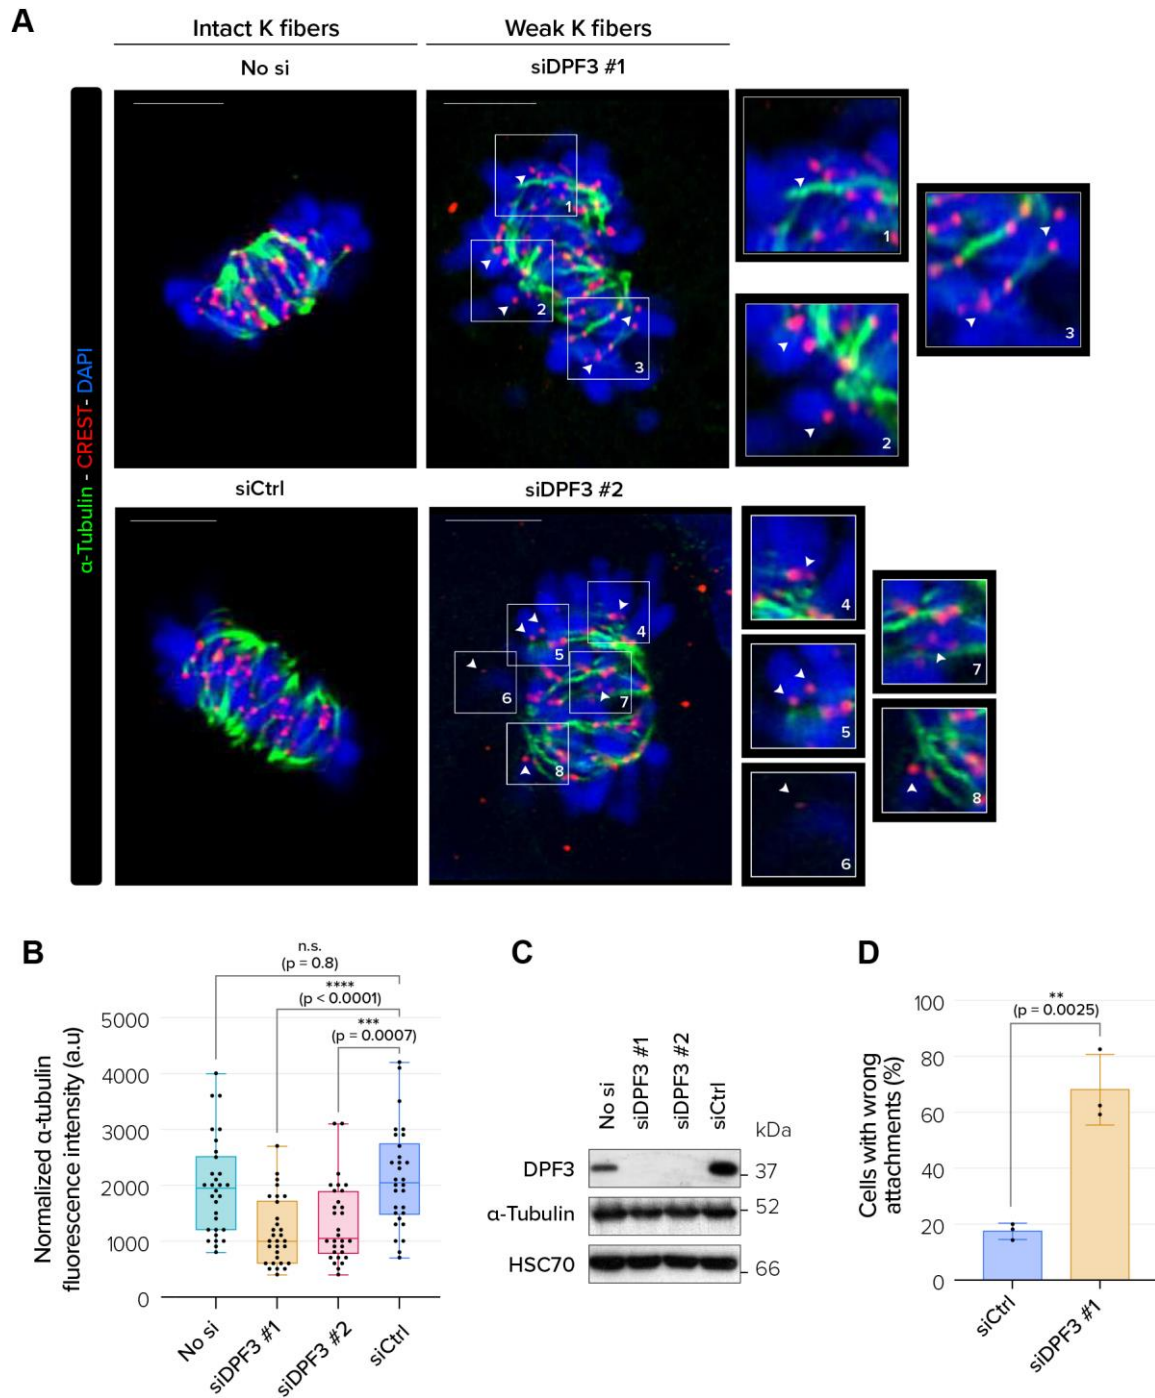 A
Intact K fibers
Weak K fibers
No si
siDPF3 #1
α-Tubulin - CREST- DAPI
1
2
3
1
3
2
siCtrl
siDPF3 #2
4
5
6
7
8
4
7
5
8
6
B
n.s.
(p = 0.8)
****
(p < 0.0001)
***
(p = 0.0007)
Normalized α-tubulin
fluorescence intensity (a.u)
5000
4000
3000
2000
1000
0
No si
siDPF3 #1
siDPF3 #2
siCtrl
C
No si
siDPF3 #1
siDPF3 #2
siCtrl
kDa
DPF3
37
α-Tubulin
52
HSC70
66
D
**
(p = 0.0025)
Cells with wrong
attachments (%)
100
80
60
40
20
0
siCtrl
siDPF3 #1